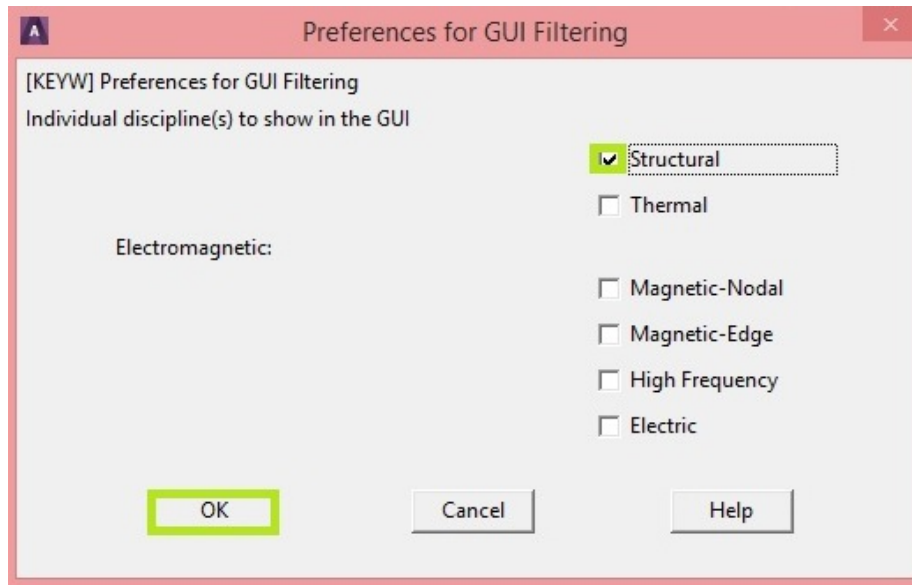 Preferences for GUI Filtering
[KEYW] Preferences for GUI Filtering
Individual discipline(s) to show in the GUI
Structural
Thermal
Electromagnetic:
Magnetic-Nodal
Magnetic-Edge
High Frequency
Electric
OK Cancel Help